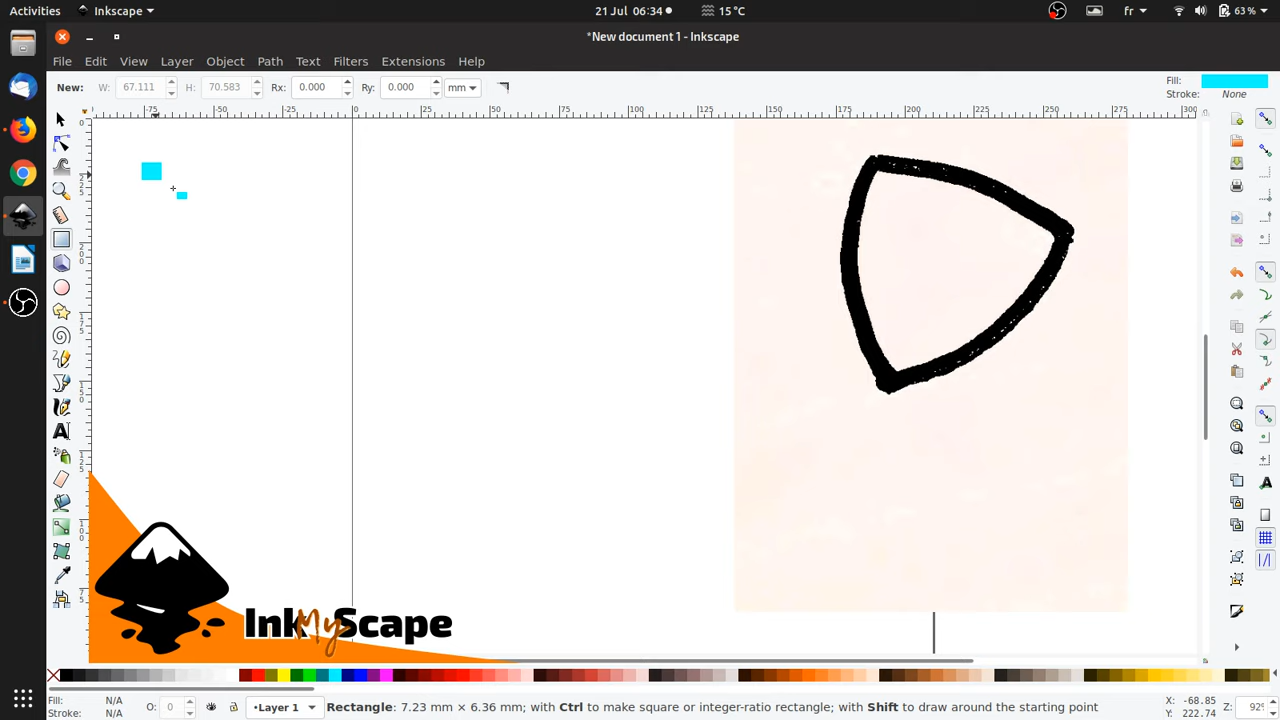 Activities Inkscape 21 Jul 06:34 15 °C fr 63 %
*New document 1 - Inkscape
File Edit View Layer Object Path Text Filters Extensions Help
New: W: 67.111 H: 70.583 Rx: 0.000 Ry: 0.000 mm Fill:
Stroke: None
InkMyScape
Fill: N/A O: 0 •Layer 1 Rectangle: 7.23 mm × 6.36 mm; with Ctrl to make square or integer-ratio rectangle; with Shift to draw around the starting point X: -68.85 Z: 92%
Stroke: N/A Y: 222.74